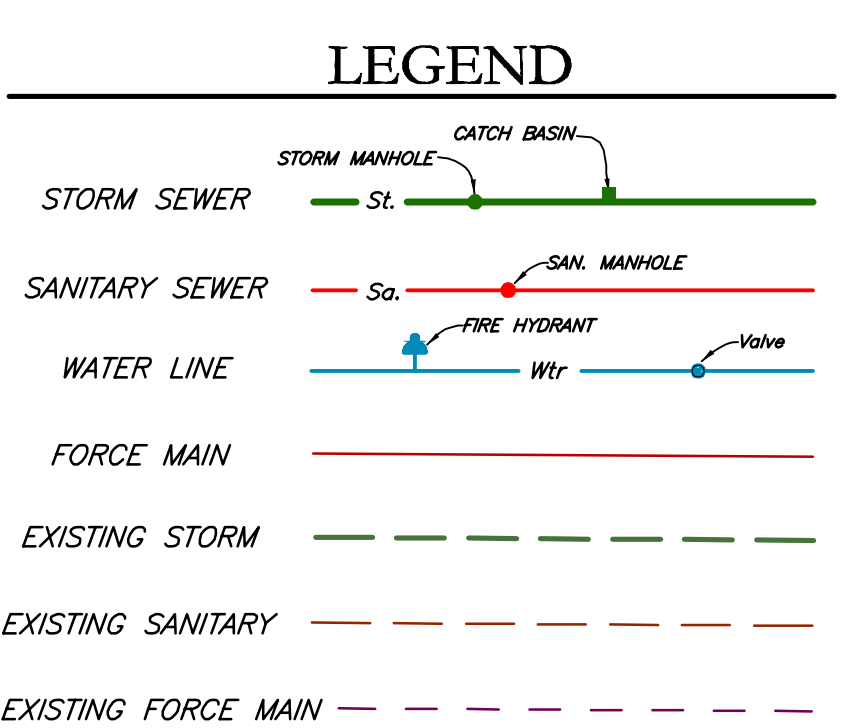 LEGEND
CATCH BASIN
STORM MANHOLE
STORM SEWER St.
SAN. MANHOLE
SANITARY SEWER Sa.
FIRE HYDRANT
Valve
WATER LINE Wtr
FORCE MAIN
EXISTING STORM
EXISTING SANITARY
EXISTING FORCE MAIN